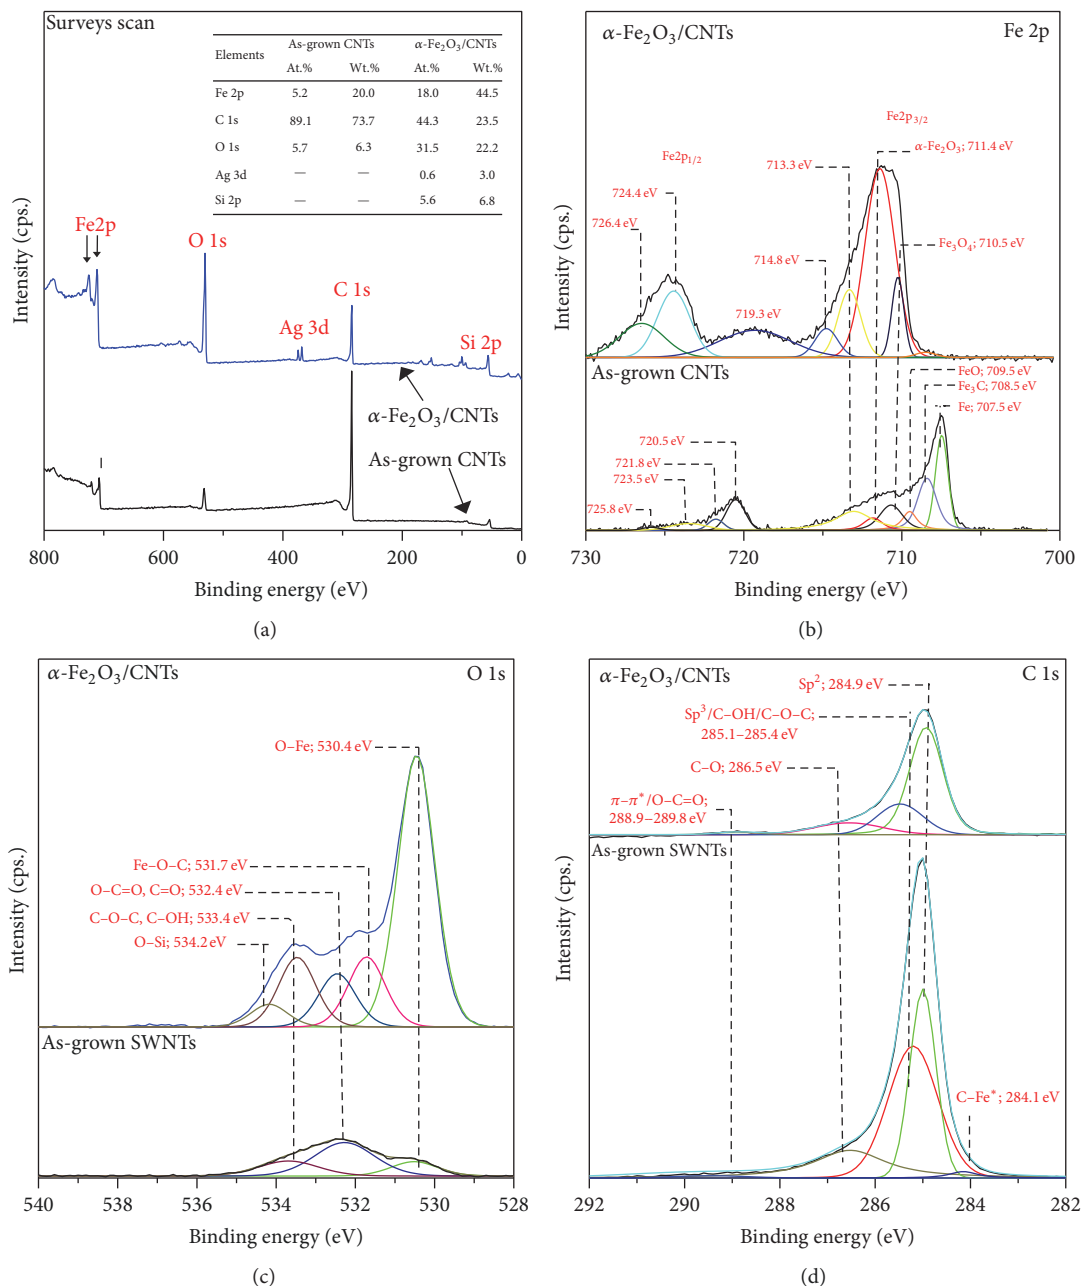 Surveys scan
Elements As-grown CNTs α-Fe₂O₃/CNTs
At.% Wt.% At.% Wt.%
Fe 2p 5.2 20.0 18.0 44.5
C 1s 89.1 73.7 44.3 23.5
O 1s 5.7 6.3 31.5 22.2
Ag 3d — — 0.6 3.0
Si 2p — — 5.6 6.8
Fe2p
O 1s
C 1s
Ag 3d
Si 2p
α-Fe₂O₃/CNTs
As-grown CNTs
Intensity (cps.)
800 600 400 200 0
Binding energy (eV)
(a)
α-Fe₂O₃/CNTs Fe 2p
Fe2p₃/₂
α-Fe₂O₃; 711.4 eV
Fe2p₁/₂
713.3 eV
724.4 eV
726.4 eV
Fe₃O₄; 710.5 eV
714.8 eV
719.3 eV
As-grown CNTs
FeO; 709.5 eV
Fe₃C; 708.5 eV
Fe; 707.5 eV
720.5 eV
721.8 eV
723.5 eV
725.8 eV
Intensity (cps.)
730 720 710 700
Binding energy (eV)
(b)
α-Fe₂O₃/CNTs O 1s
O–Fe; 530.4 eV
Fe–O–C; 531.7 eV
O–C=O, C=O; 532.4 eV
C–O–C, C–OH; 533.4 eV
O–Si; 534.2 eV
As-grown SWNTs
Intensity (cps.)
540 538 536 534 532 530 528
Binding energy (eV)
(c)
α-Fe₂O₃/CNTs C 1s
Sp²; 284.9 eV
Sp³/C–OH/C–O–C;
285.1–285.4 eV
C–O; 286.5 eV
π–π*/O–C=O;
288.9–289.8 eV
As-grown SWNTs
C–Fe*; 284.1 eV
Intensity (cps.)
292 290 288 286 284 282
Binding energy (eV)
(d)